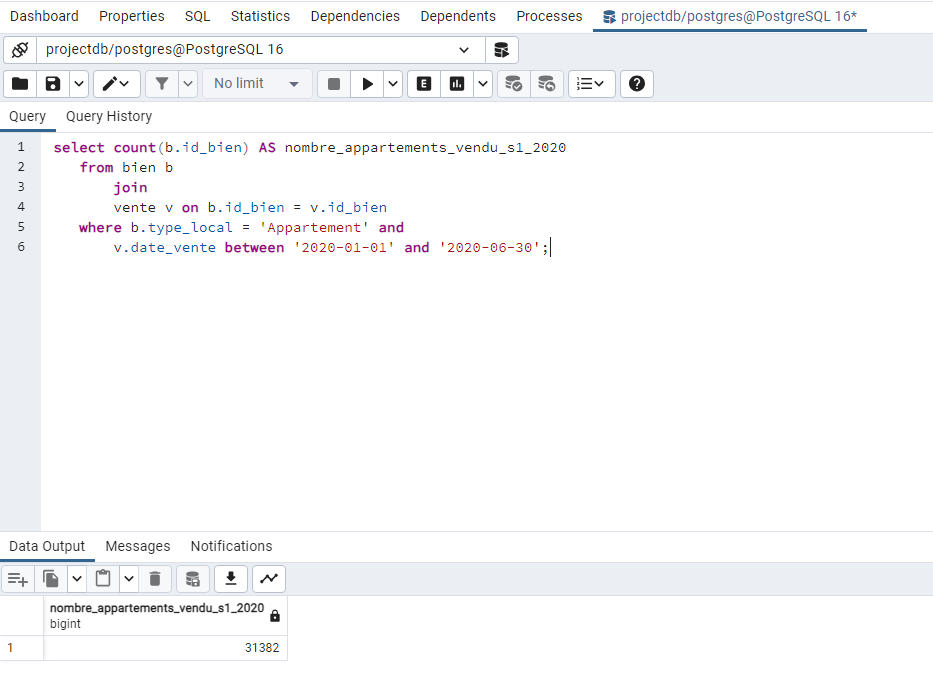 Dashboard Properties SQL Statistics Dependencies Dependents Processes projectdb/postgres@PostgreSQL 16*
projectdb/postgres@PostgreSQL 16
No limit E
Query Query History
1 select count(b.id_bien) AS nombre_appartements_vendu_s1_2020
2 from bien b
3 join
4 vente v on b.id_bien = v.id_bien
5 where b.type_local = 'Appartement' and
6 v.date_vente between '2020-01-01' and '2020-06-30';
Data Output Messages Notifications
nombre_appartements_vendu_s1_2020
bigint
1 31382